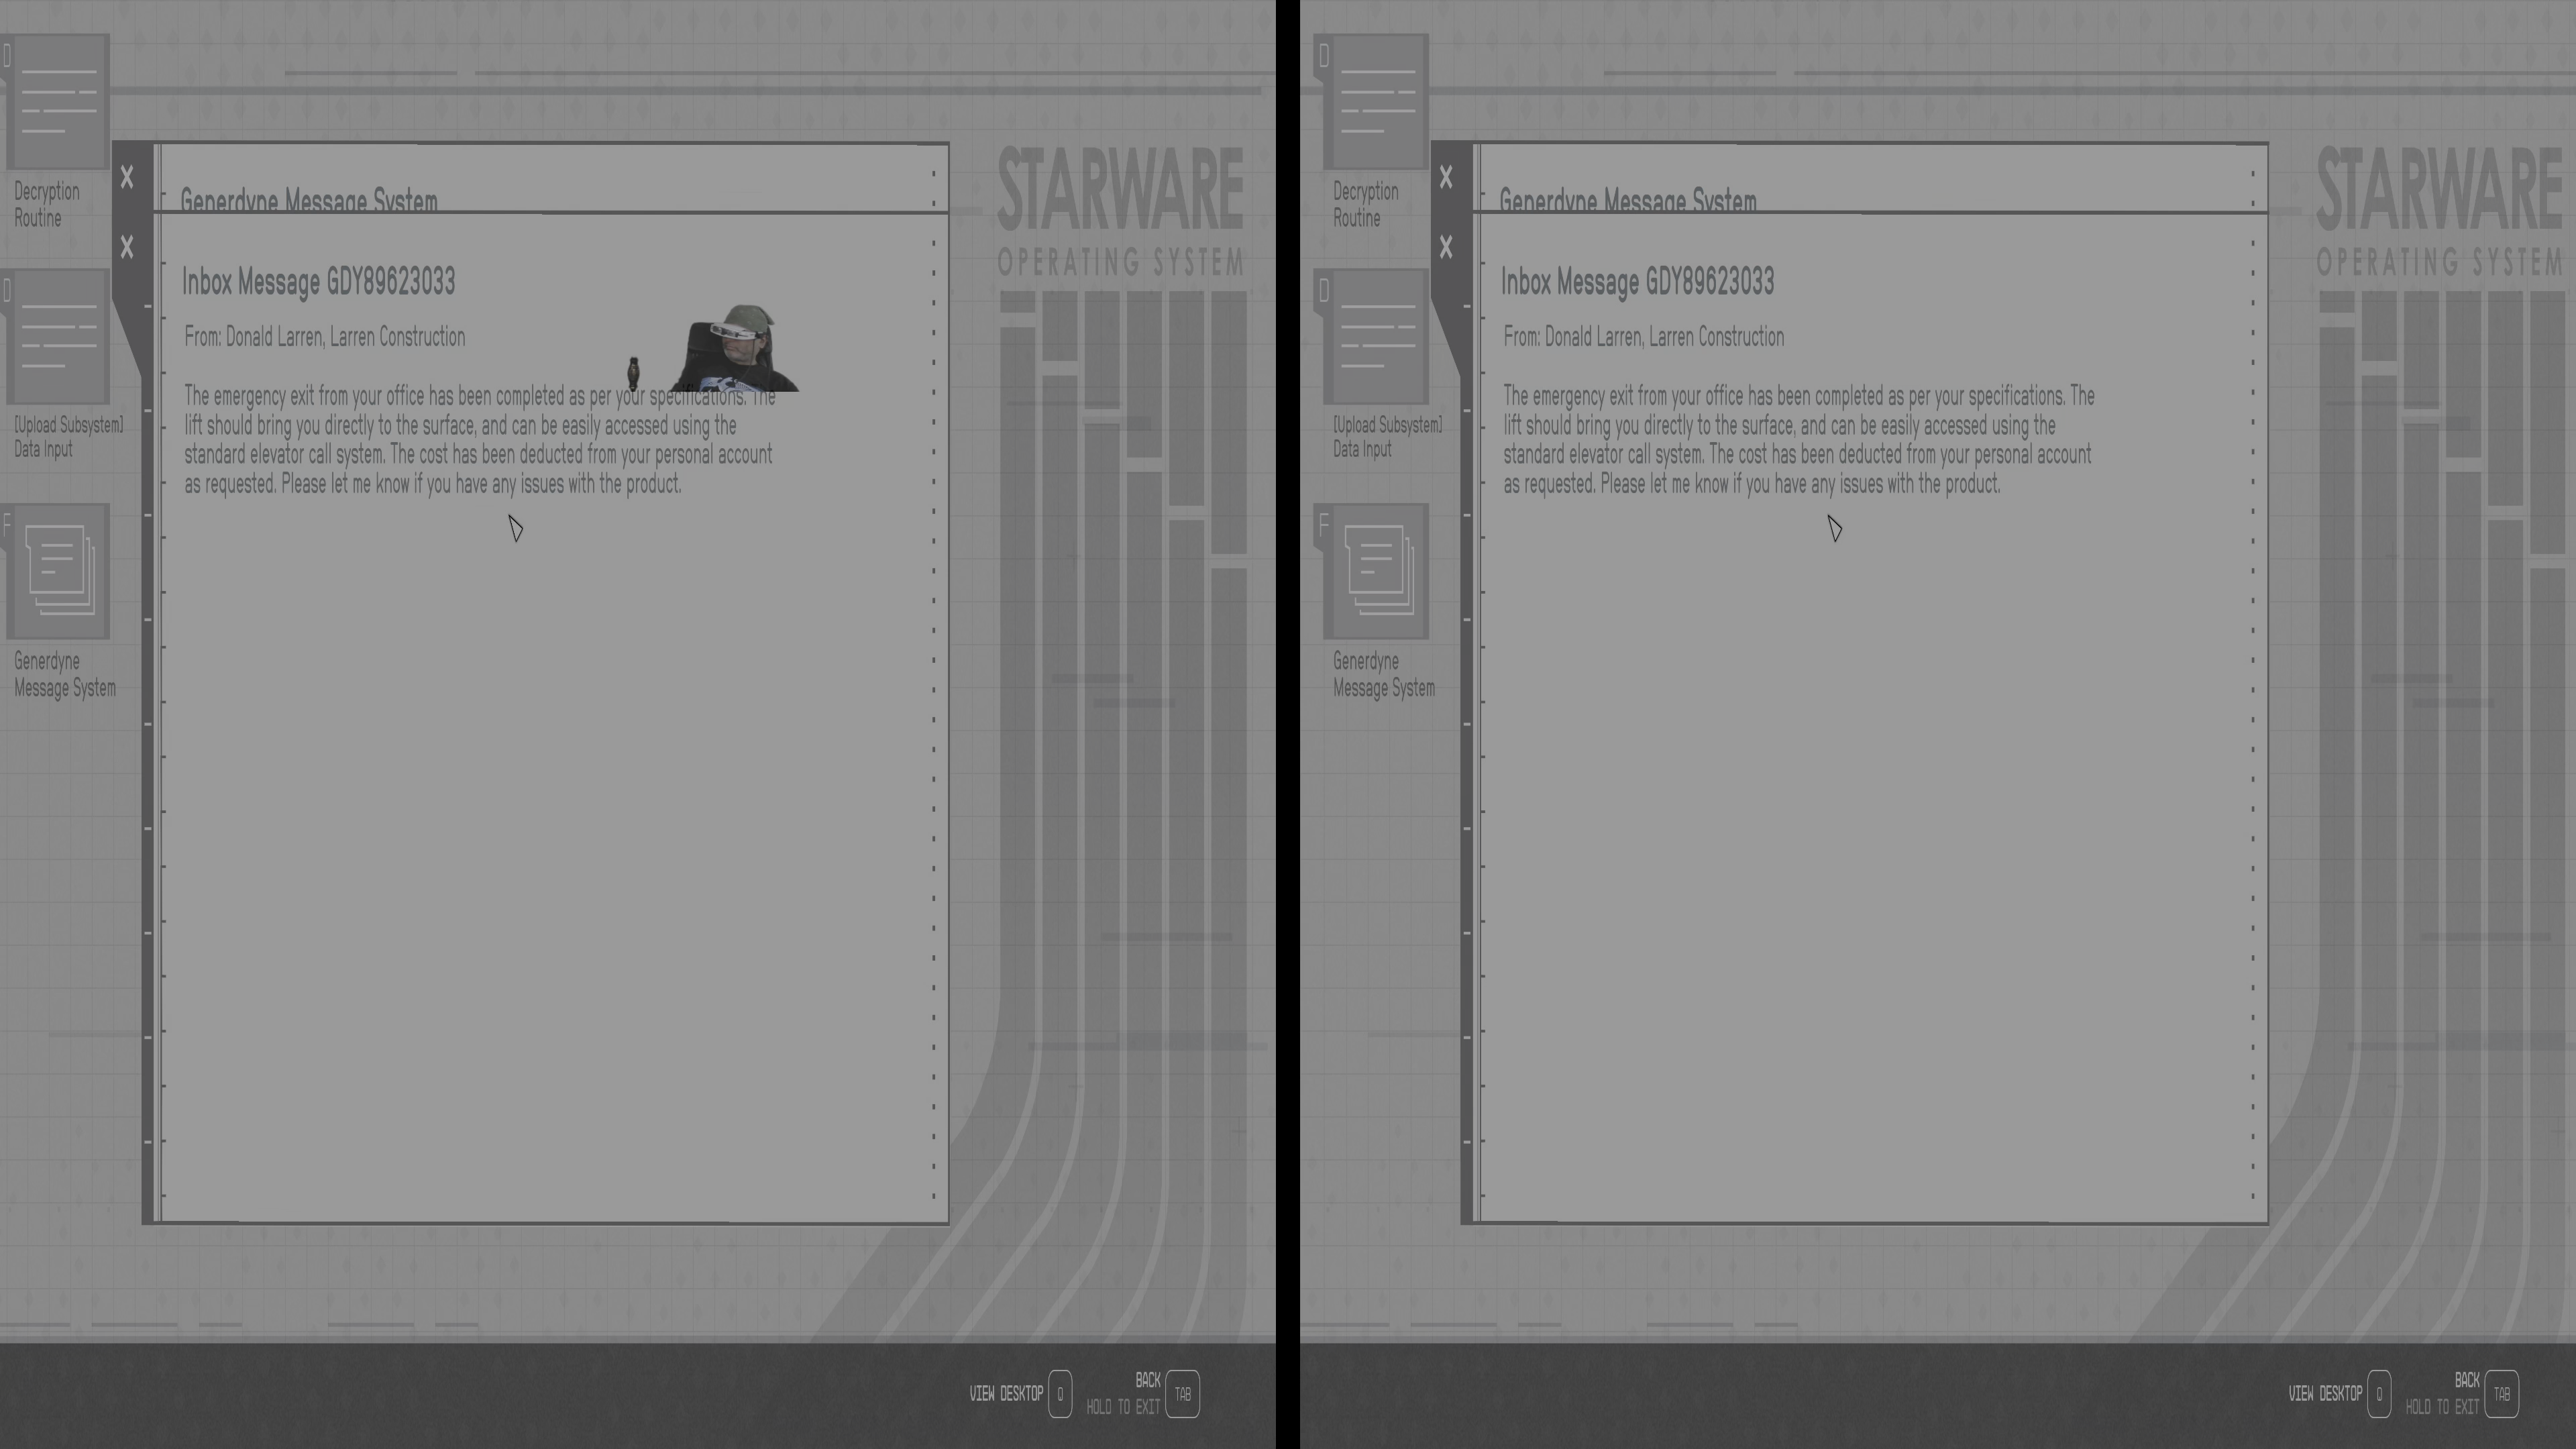 D
Decryption
Routine
D
[Upload Subsystem]
Data Input
F
Generdyne
Message System
X
X
Generdyne Message System
Inbox Message GDY89623033
From: Donald Larren, Larren Construction
The emergency exit from your office has been completed as per your specifications. The
lift should bring you directly to the surface, and can be easily accessed using the
standard elevator call system. The cost has been deducted from your personal account
as requested. Please let me know if you have any issues with the product.
STARWARE
OPERATING SYSTEM
VIEW DESKTOP Q
BACK
HOLD TO EXIT
TAB
D
Decryption
Routine
D
[Upload Subsystem]
Data Input
F
Generdyne
Message System
X
X
Generdyne Message System
Inbox Message GDY89623033
From: Donald Larren, Larren Construction
The emergency exit from your office has been completed as per your specifications. The
lift should bring you directly to the surface, and can be easily accessed using the
standard elevator call system. The cost has been deducted from your personal account
as requested. Please let me know if you have any issues with the product.
STARWARE
OPERATING SYSTEM
VIEW DESKTOP Q
BACK
HOLD TO EXIT
TAB